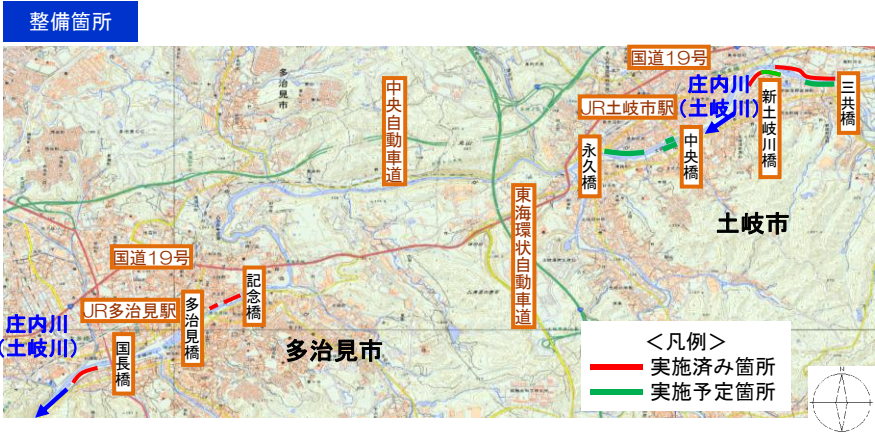 整備箇所
国道19号
多治見市
中央自動車道
庄内川
(土岐川)
JR土岐市駅
新土岐川橋
三共橋
永久橋
中央橋
東海環状自動車道
土岐市
国道19号
記念橋
JR多治見駅
多治見橋
庄内川
(土岐川)
国長橋
多治見市
<凡例>
実施済み箇所
実施予定箇所
N